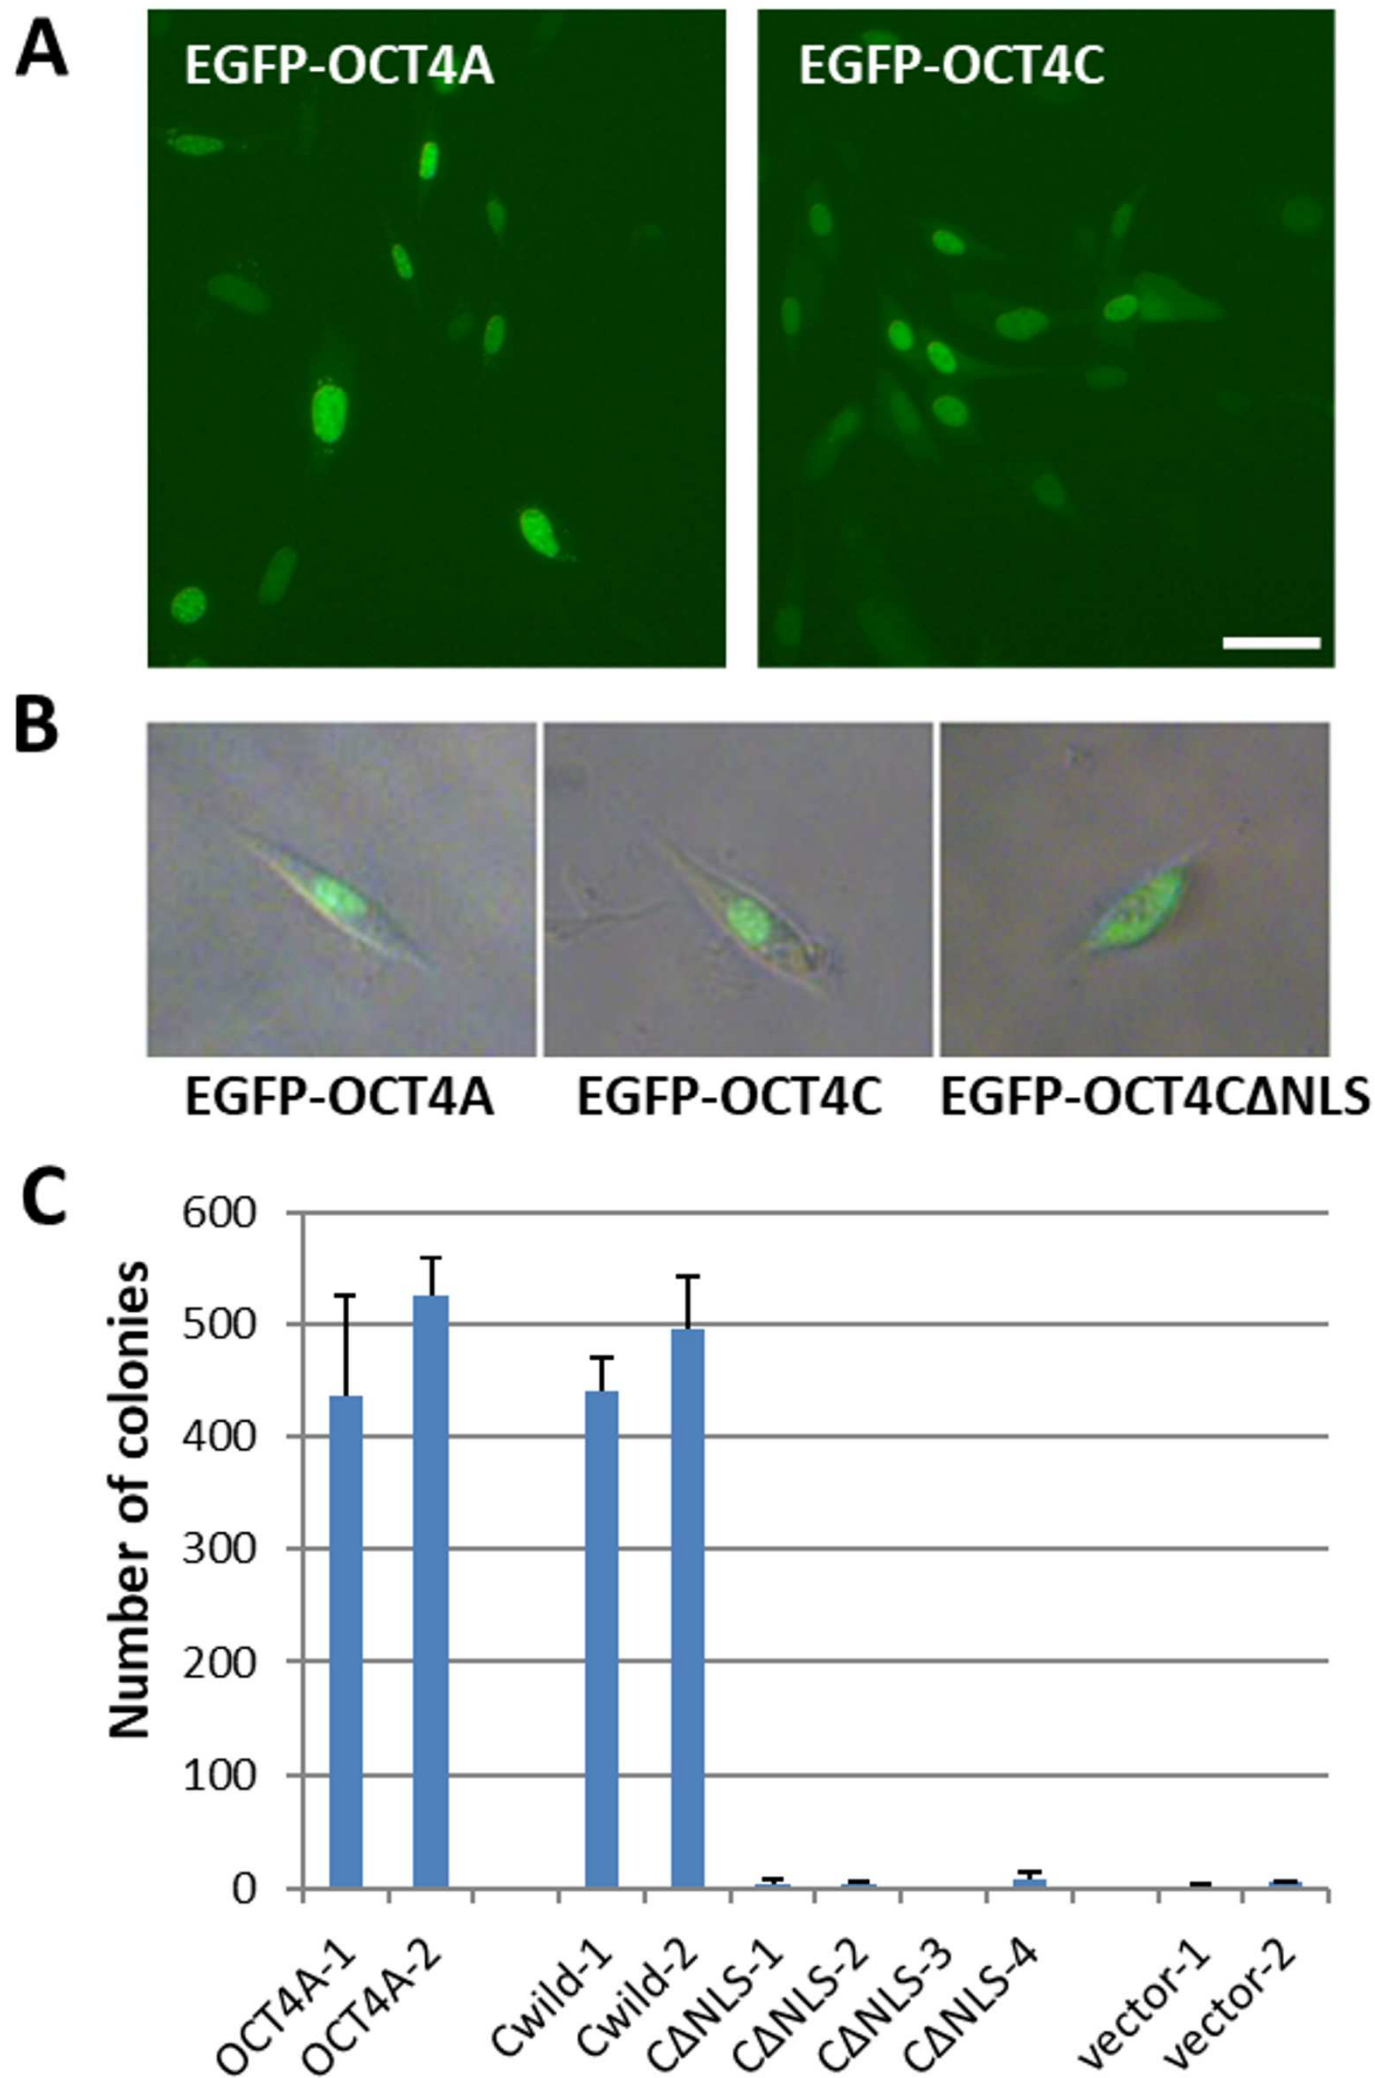 A
EGFP-OCT4A
EGFP-OCT4C
B
EGFP-OCT4A
EGFP-OCT4C
EGFP-OCT4CΔNLS
C
Number of colonies
600
500
400
300
200
100
0
OCT4A-1
OCT4A-2
Cwild-1
Cwild-2
CΔNLS-1
CΔNLS-2
CΔNLS-3
CΔNLS-4
vector-1
vector-2